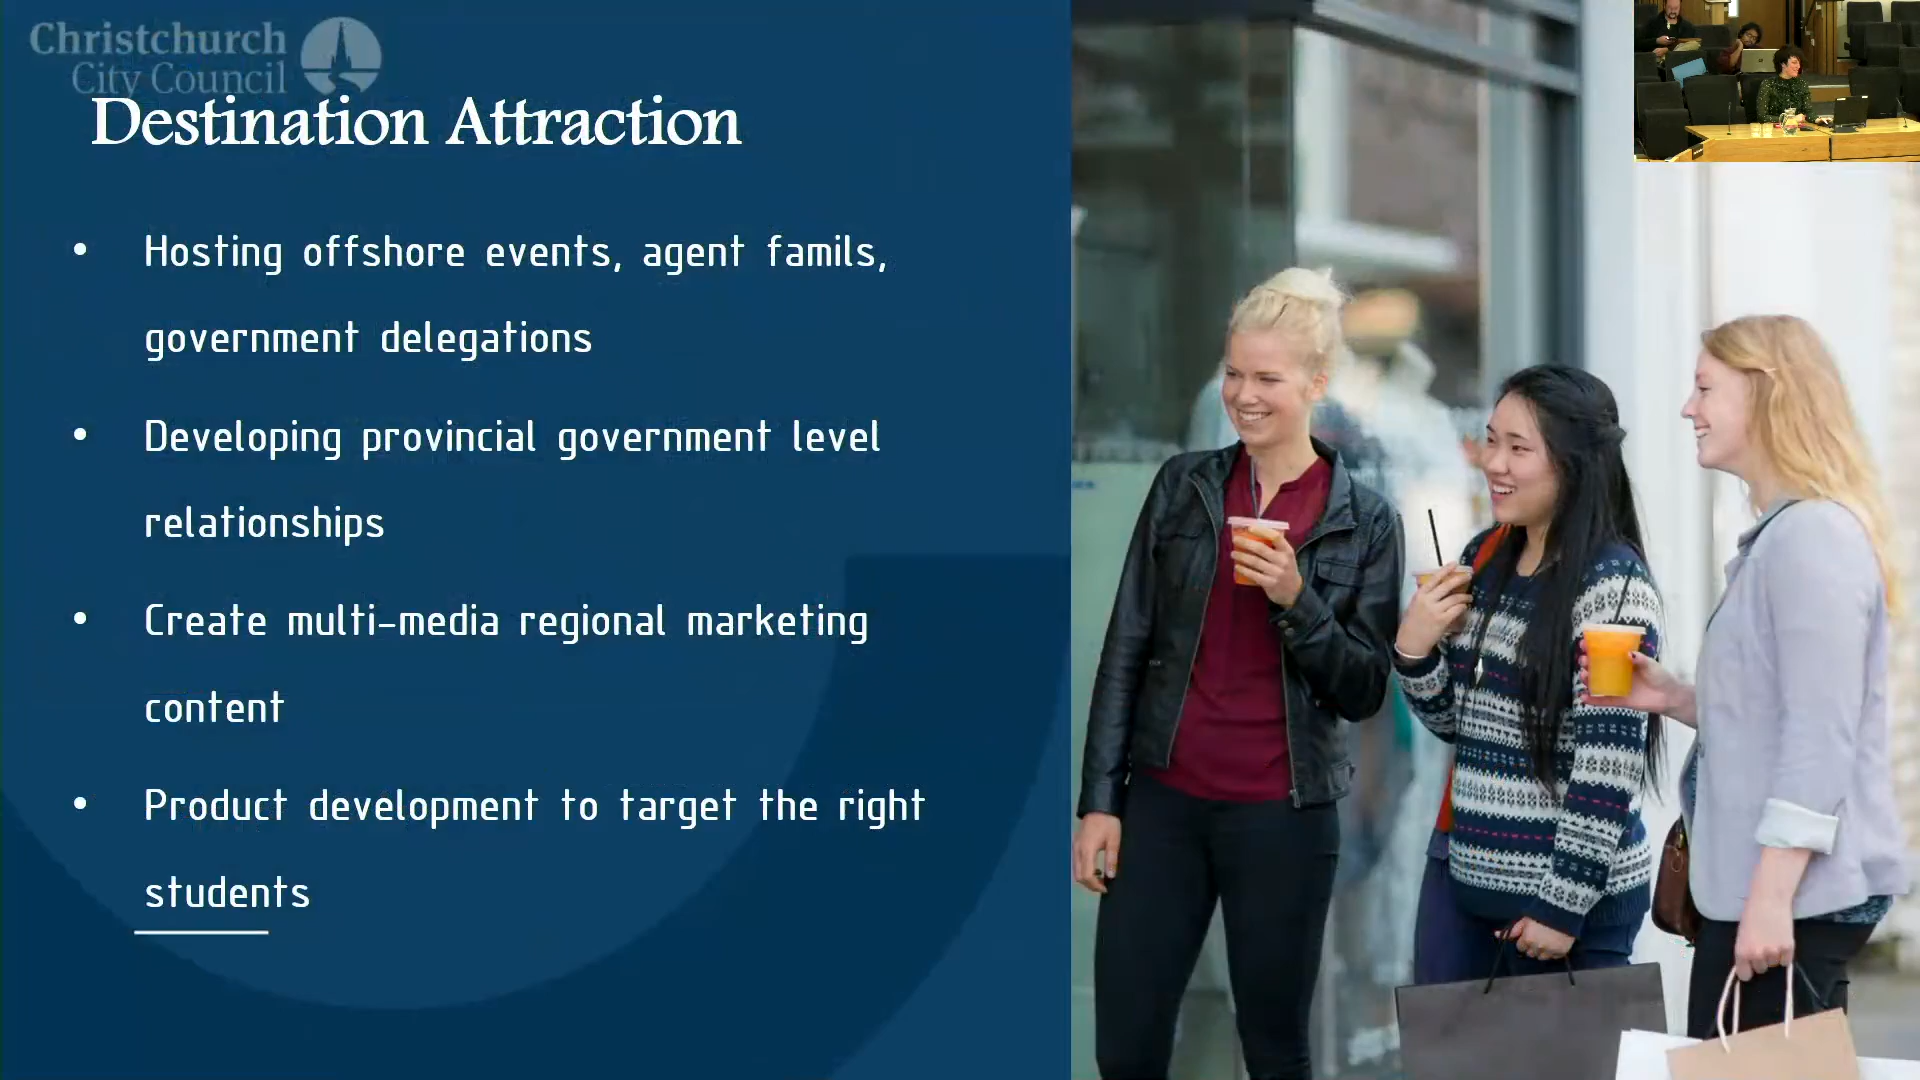 Christchurch
City Council
Destination Attraction
• Hosting offshore events, agent famils,
government delegations
• Developing provincial government level
relationships
• Create multi-media regional marketing
content
• Product development to target the right
students